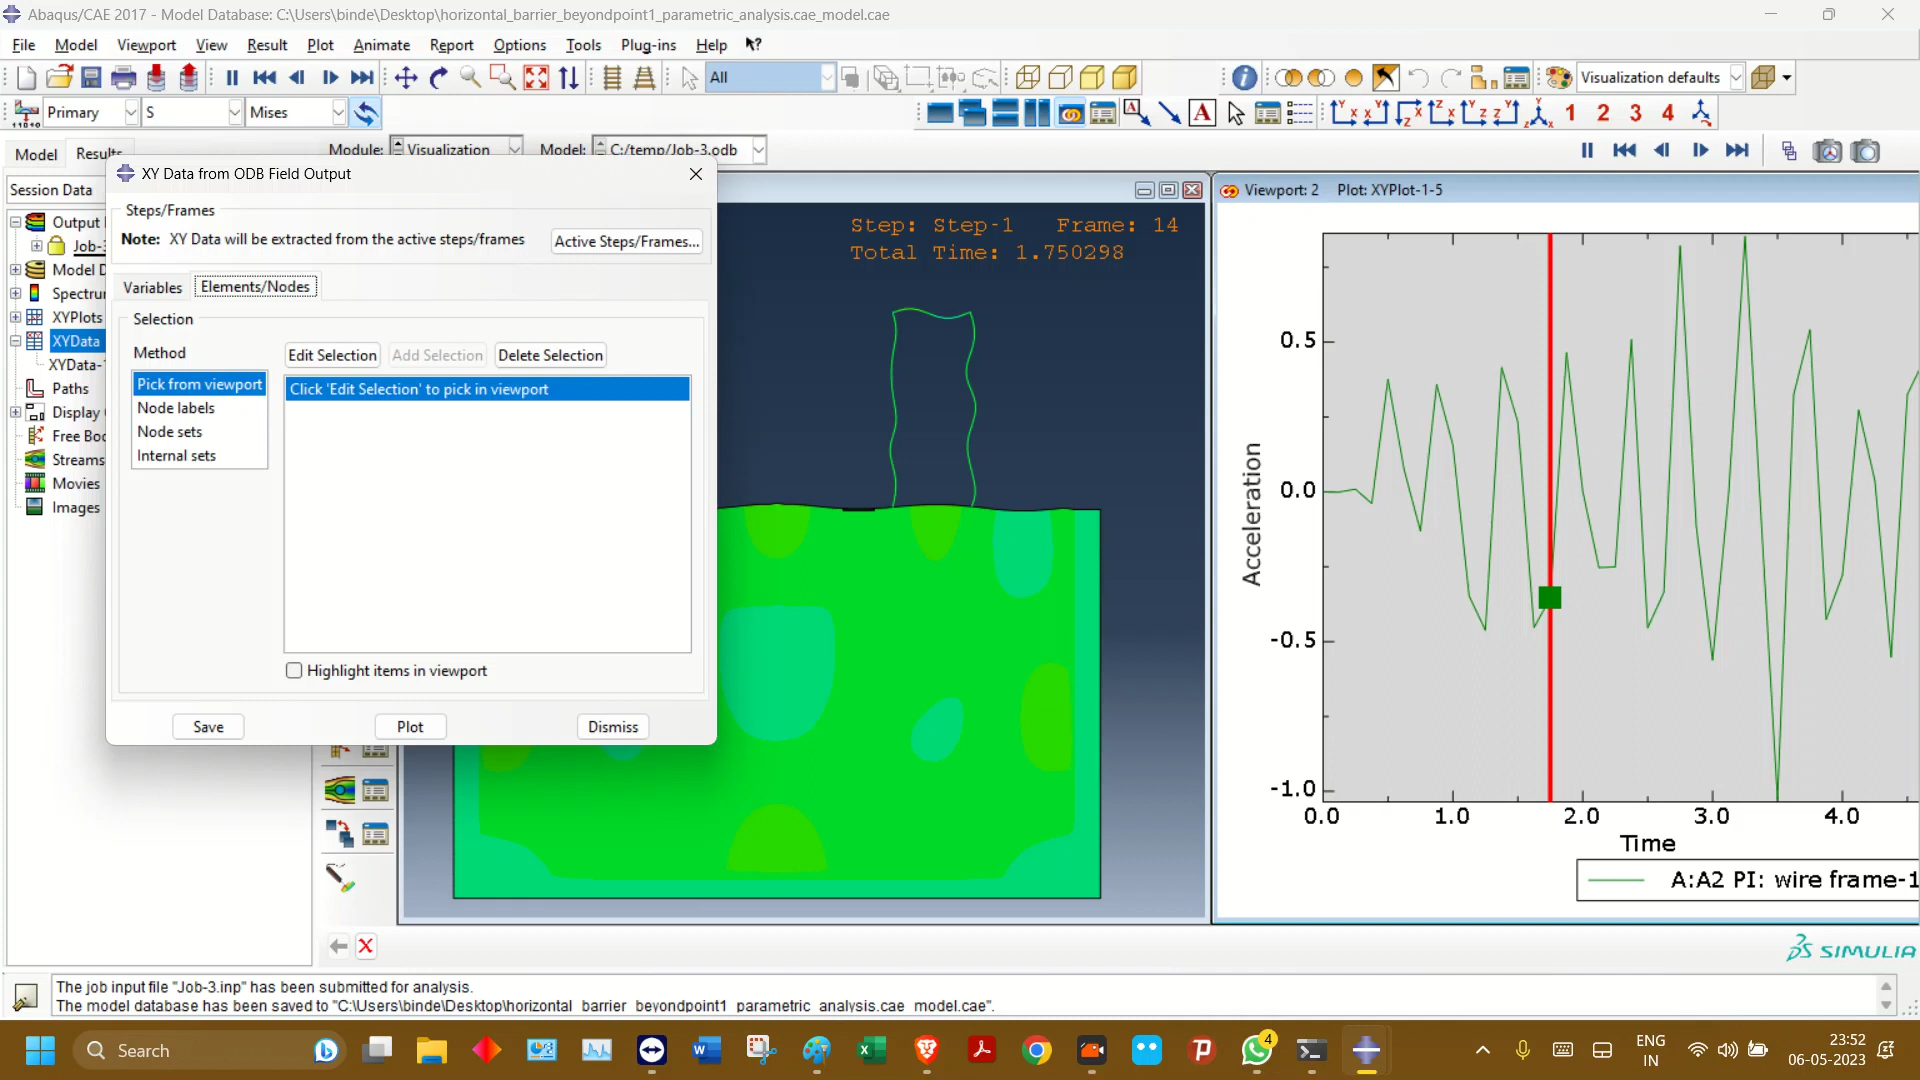 Abaqus/CAE 2017 - Model Database: C:\Users\binde\Desktop\horizontal_barrier_beyondpoint1_parametric_analysis.cae_model.cae
File Model Viewport View Result Plot Animate Report Options Tools Plug-ins Help
All
Visualization defaults
Primary S Mises
1 2 3 4
Model Results
Module: Visualization Model: C:/temp/Job-3.odb
Session Data
Output
Job-3
Model D
Spectru
XYPlots
XYData
XYData-
Paths
Display
Free Bo
Streams
Movies
Images
XY Data from ODB Field Output
Steps/Frames
Note: XY Data will be extracted from the active steps/frames
Active Steps/Frames...
Variables Elements/Nodes
Selection
Method
Edit Selection Add Selection Delete Selection
Pick from viewport
Node labels
Node sets
Internal sets
Click 'Edit Selection' to pick in viewport
Highlight items in viewport
Save Plot Dismiss
Step: Step-1 Frame: 14
Total Time: 1.750298
Viewport: 2 Plot: XYPlot-1-5
Acceleration
0.5
0.0
-0.5
-1.0
0.0 1.0 2.0 3.0 4.0
Time
A:A2 PI: wire frame-1
SIMULIA
The job input file "Job-3.inp" has been submitted for analysis.
The model database has been saved to "C:\Users\binde\Desktop\horizontal_barrier_beyondpoint1_parametric_analysis.cae_model.cae".
Search
4
ENG
IN
23:52
06-05-2023